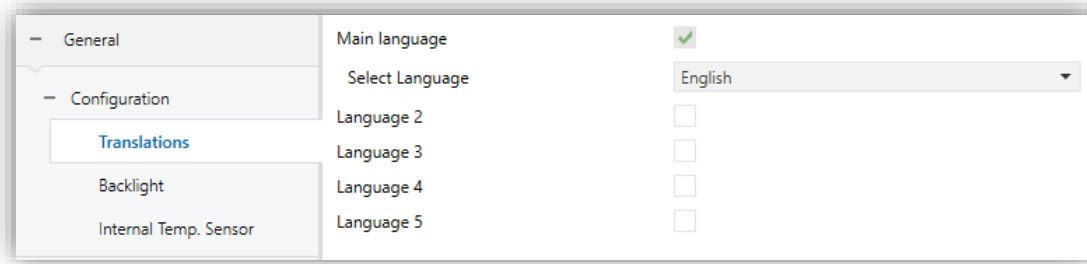 General
Configuration
Translations
Backlight
Internal Temp. Sensor
Main language
Select Language
English
Language 2
Language 3
Language 4
Language 5